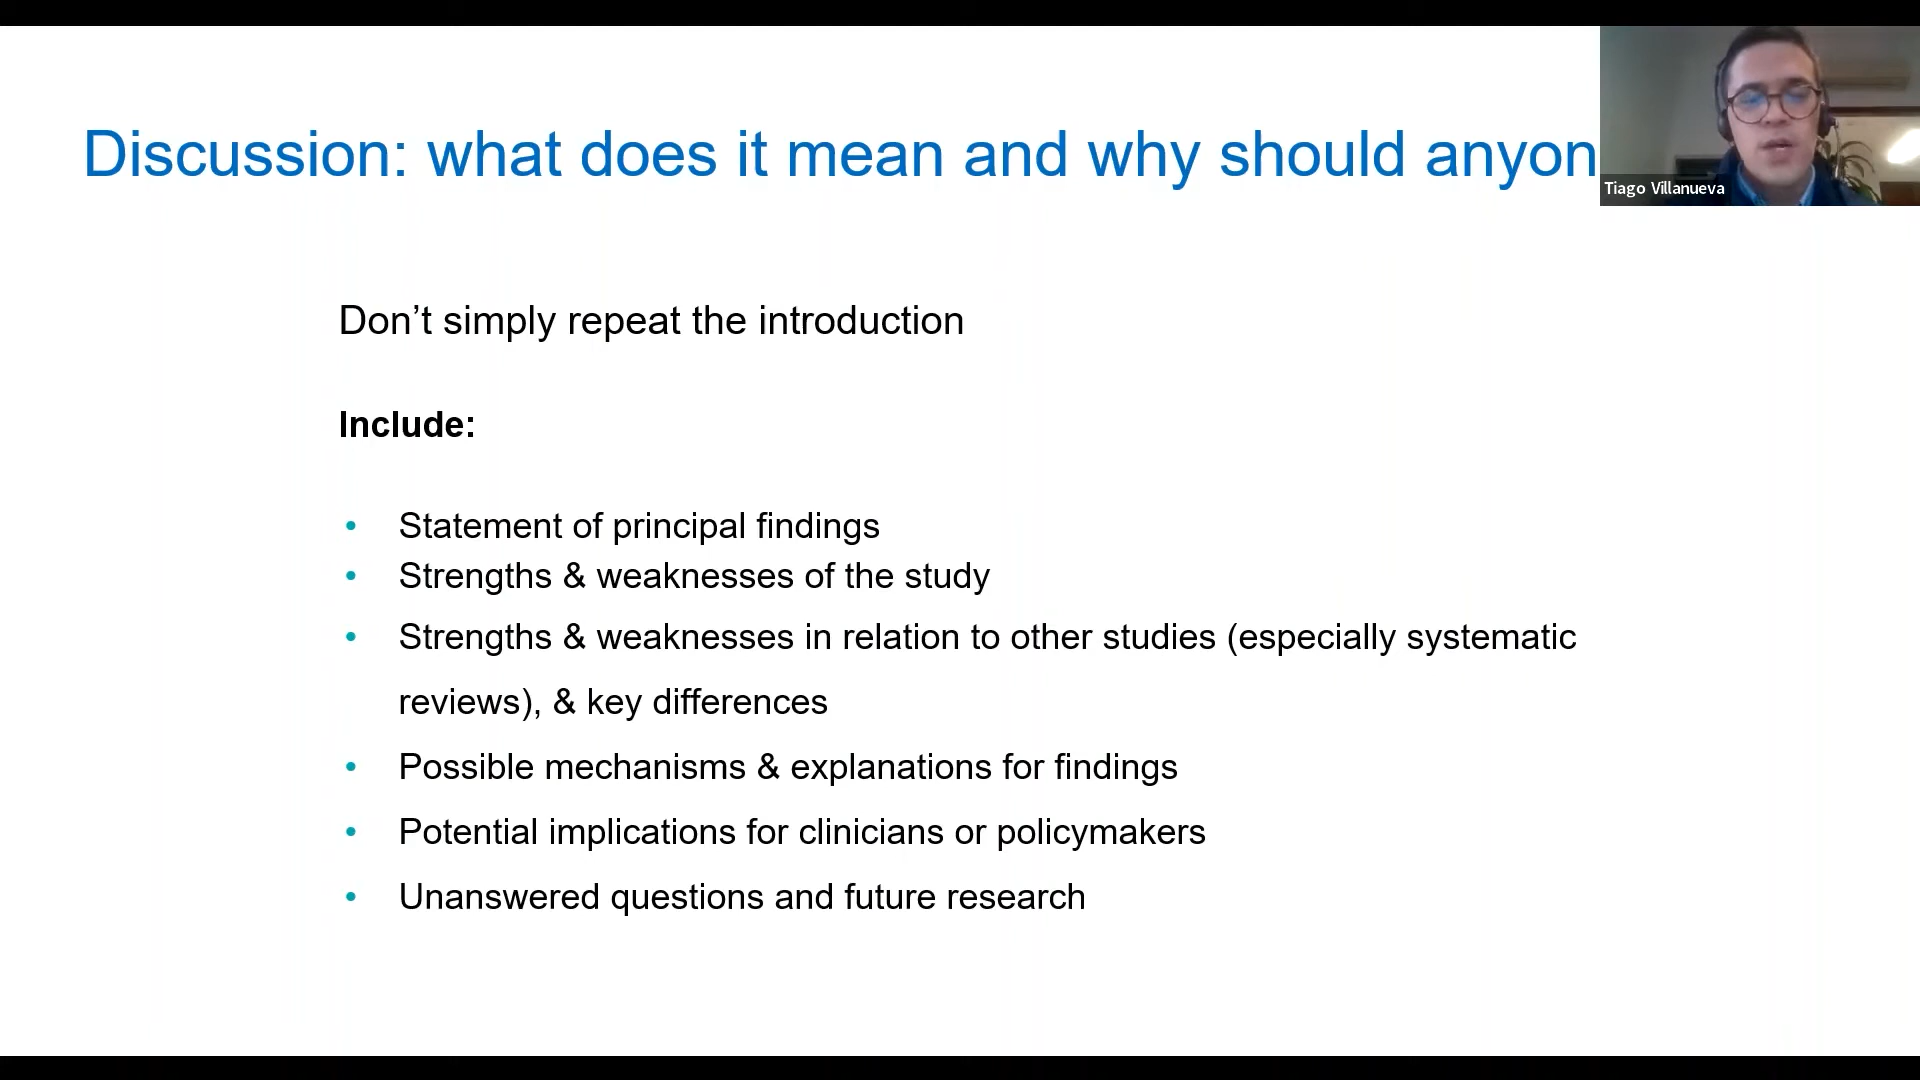 Discussion: what does it mean and why should anyon
Tiago Villanueva
Don’t simply repeat the introduction
Include:
• Statement of principal findings
• Strengths & weaknesses of the study
• Strengths & weaknesses in relation to other studies (especially systematic
reviews), & key differences
• Possible mechanisms & explanations for findings
• Potential implications for clinicians or policymakers
• Unanswered questions and future research